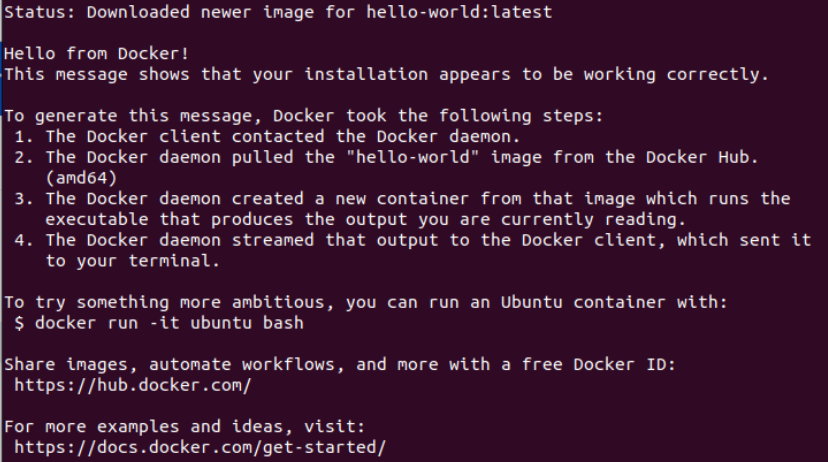 Status: Downloaded newer image for hello-world:latest
Hello from Docker!
This message shows that your installation appears to be working correctly.
To generate this message, Docker took the following steps:
1. The Docker client contacted the Docker daemon.
2. The Docker daemon pulled the "hello-world" image from the Docker Hub.
(amd64)
3. The Docker daemon created a new container from that image which runs the
executable that produces the output you are currently reading.
4. The Docker daemon streamed that output to the Docker client, which sent it
to your terminal.
To try something more ambitious, you can run an Ubuntu container with:
$ docker run -it ubuntu bash
Share images, automate workflows, and more with a free Docker ID:
https://hub.docker.com/
For more examples and ideas, visit:
https://docs.docker.com/get-started/